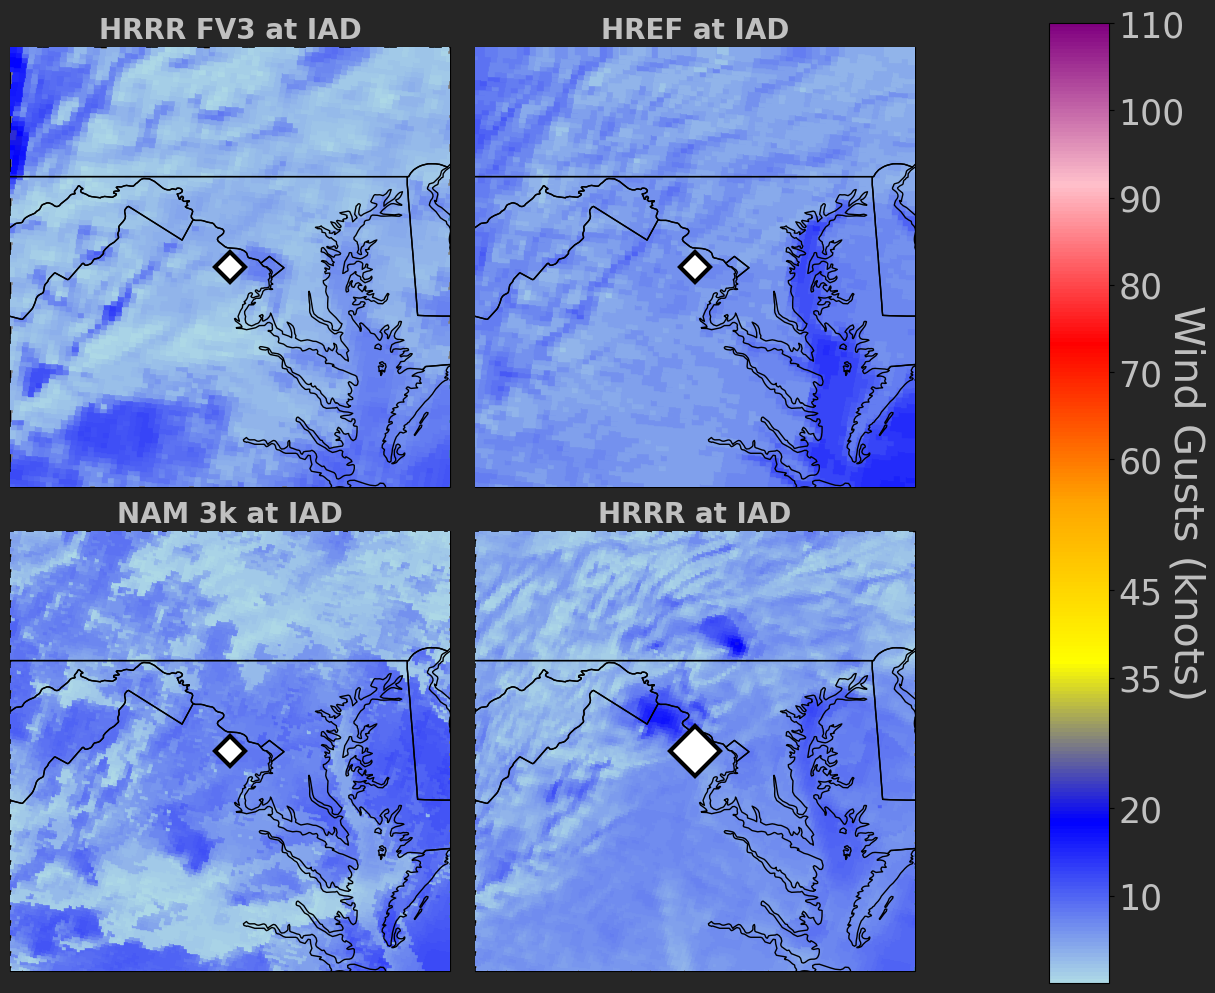 HRRR FV3 at IAD
HREF at IAD
NAM 3k at IAD
HRRR at IAD
110
100
90
80
70
60
45
35
20
10
Wind Gusts (knots)